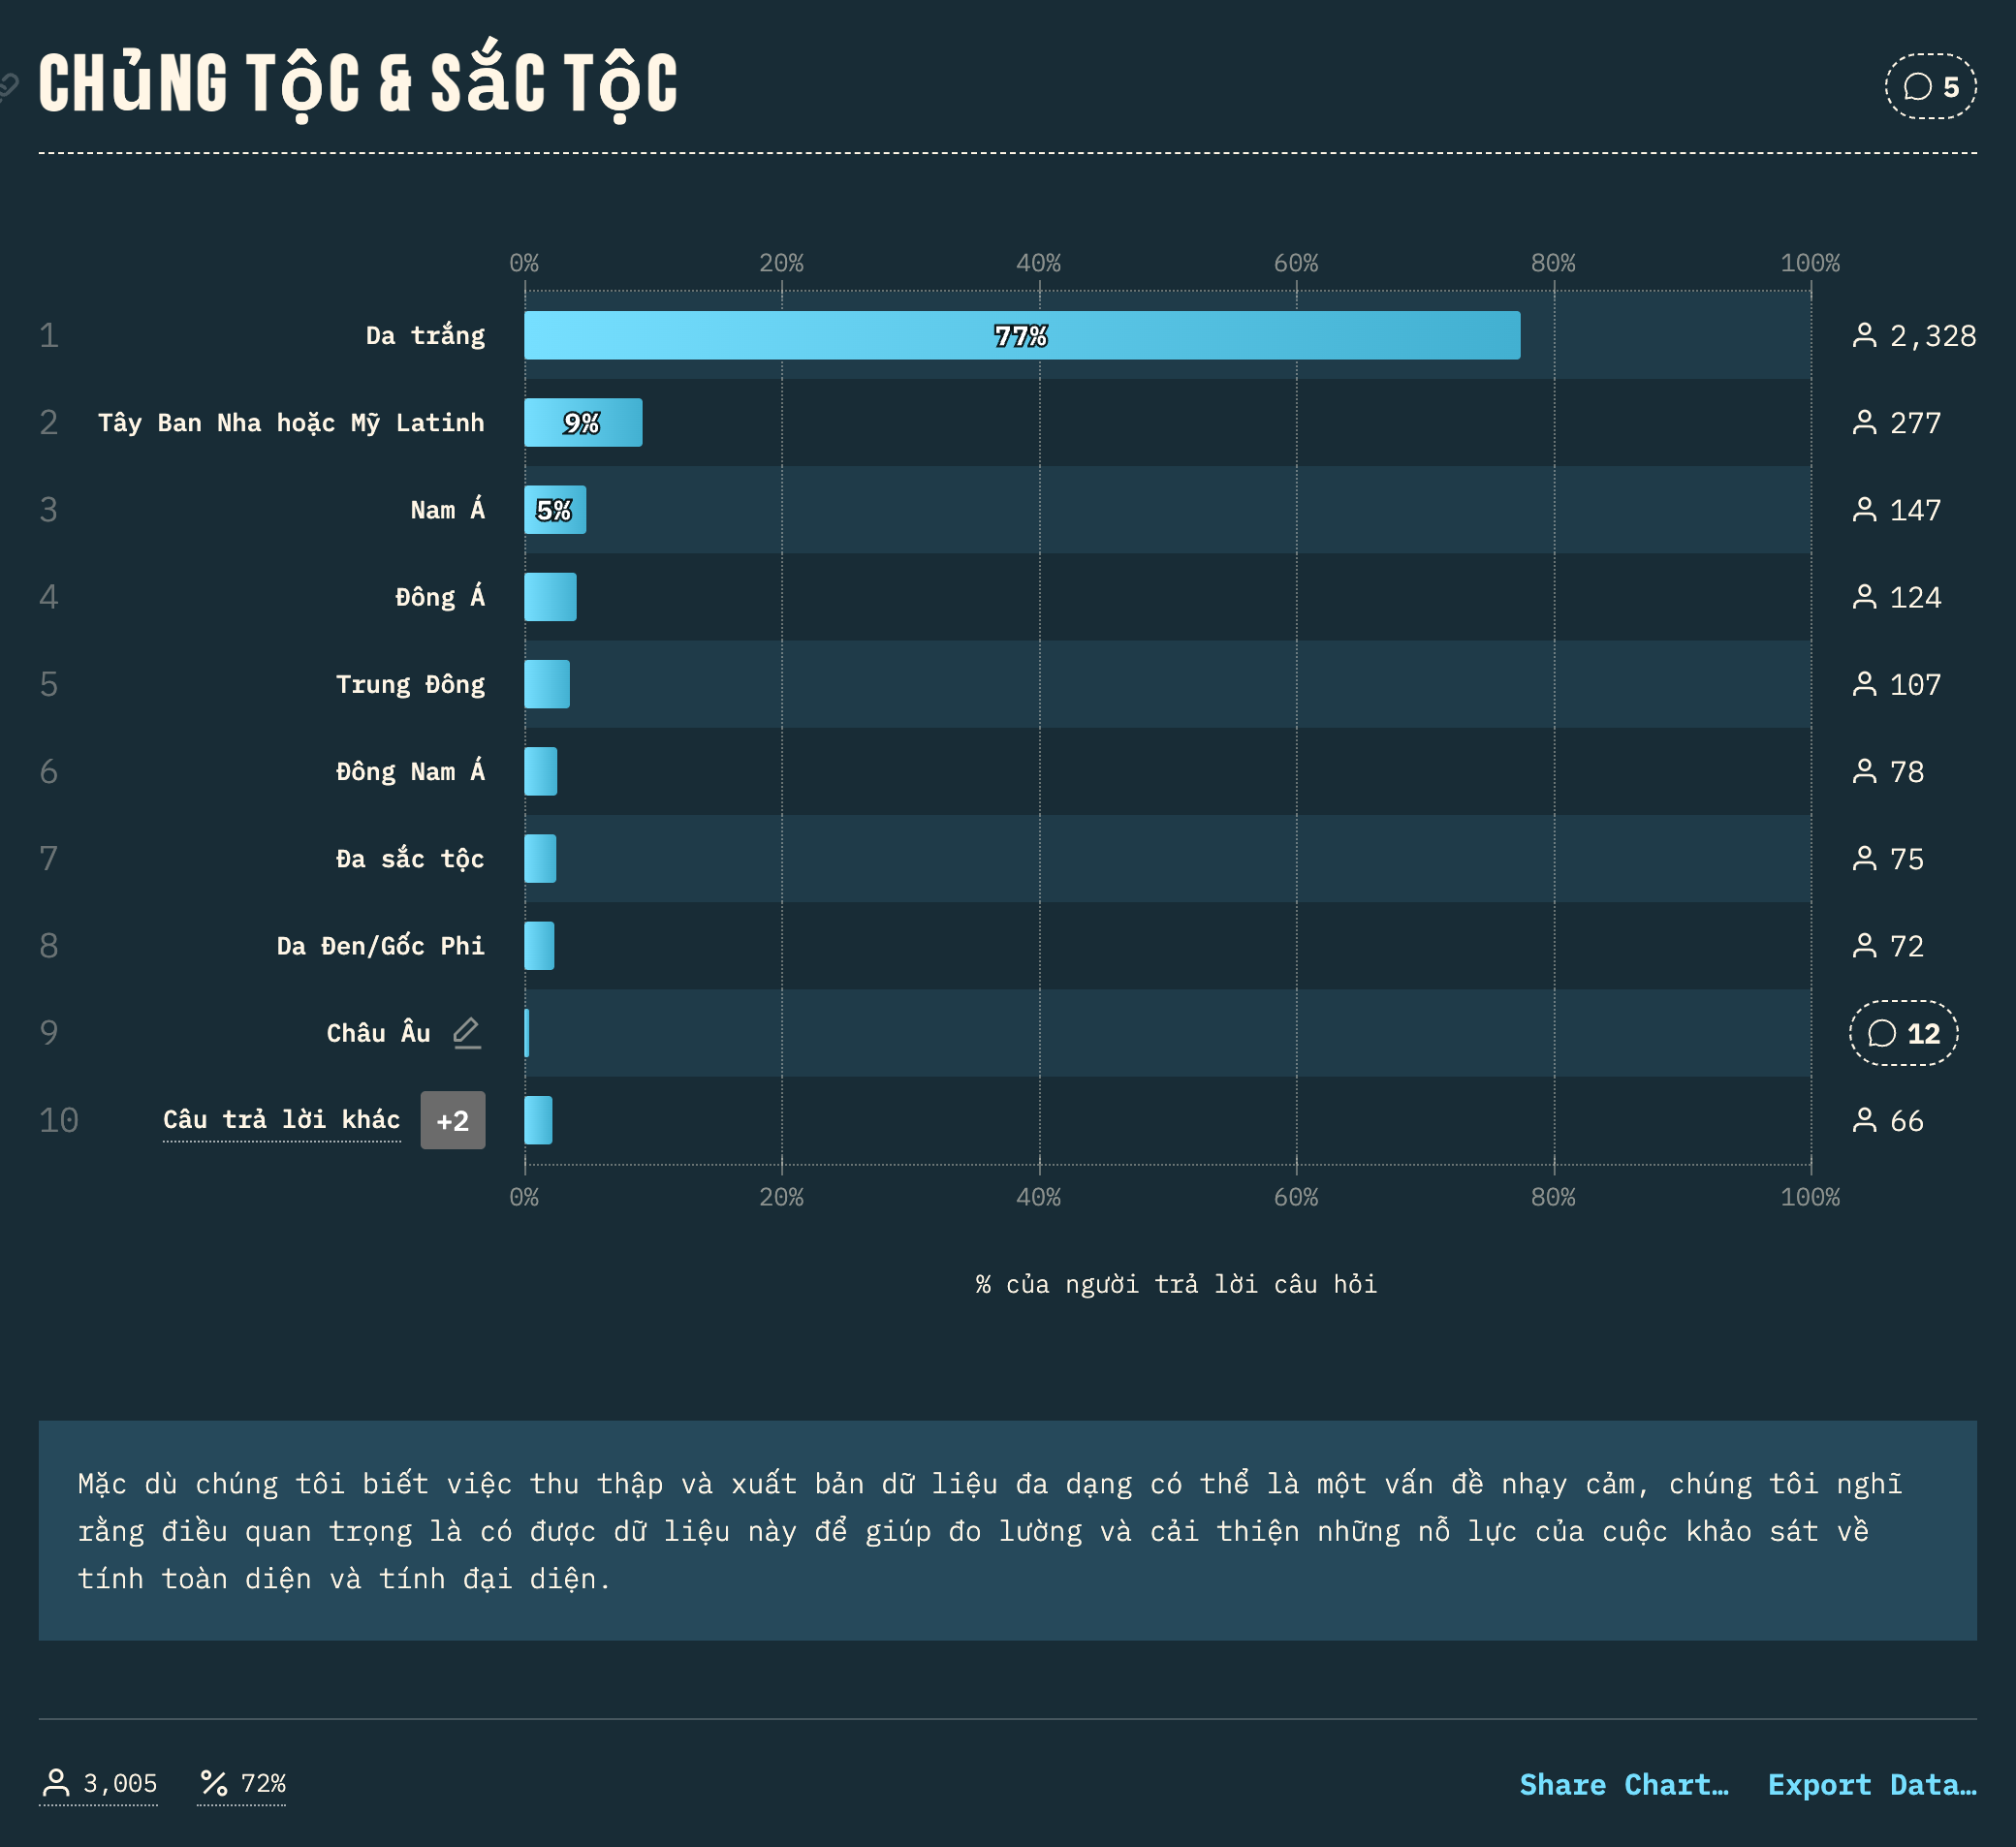 CHỦNG TỘC & SẮC TỘC
5
0% 20% 40% 60% 80% 100%
1 Da trắng 77% 2,328
2 Tây Ban Nha hoặc Mỹ Latinh 9% 277
3 Nam Á 5% 147
4 Đông Á 124
5 Trung Đông 107
6 Đông Nam Á 78
7 Đa sắc tộc 75
8 Da Đen/Gốc Phi 72
9 Châu Âu 12
10 Câu trả lời khác +2 66
0% 20% 40% 60% 80% 100%
% của người trả lời câu hỏi
Mặc dù chúng tôi biết việc thu thập và xuất bản dữ liệu đa dạng có thể là một vấn đề nhạy cảm, chúng tôi nghĩ
rằng điều quan trọng là có được dữ liệu này để giúp đo lường và cải thiện những nỗ lực của cuộc khảo sát về
tính toàn diện và tính đại diện.
3,005 72% Share Chart… Export Data…